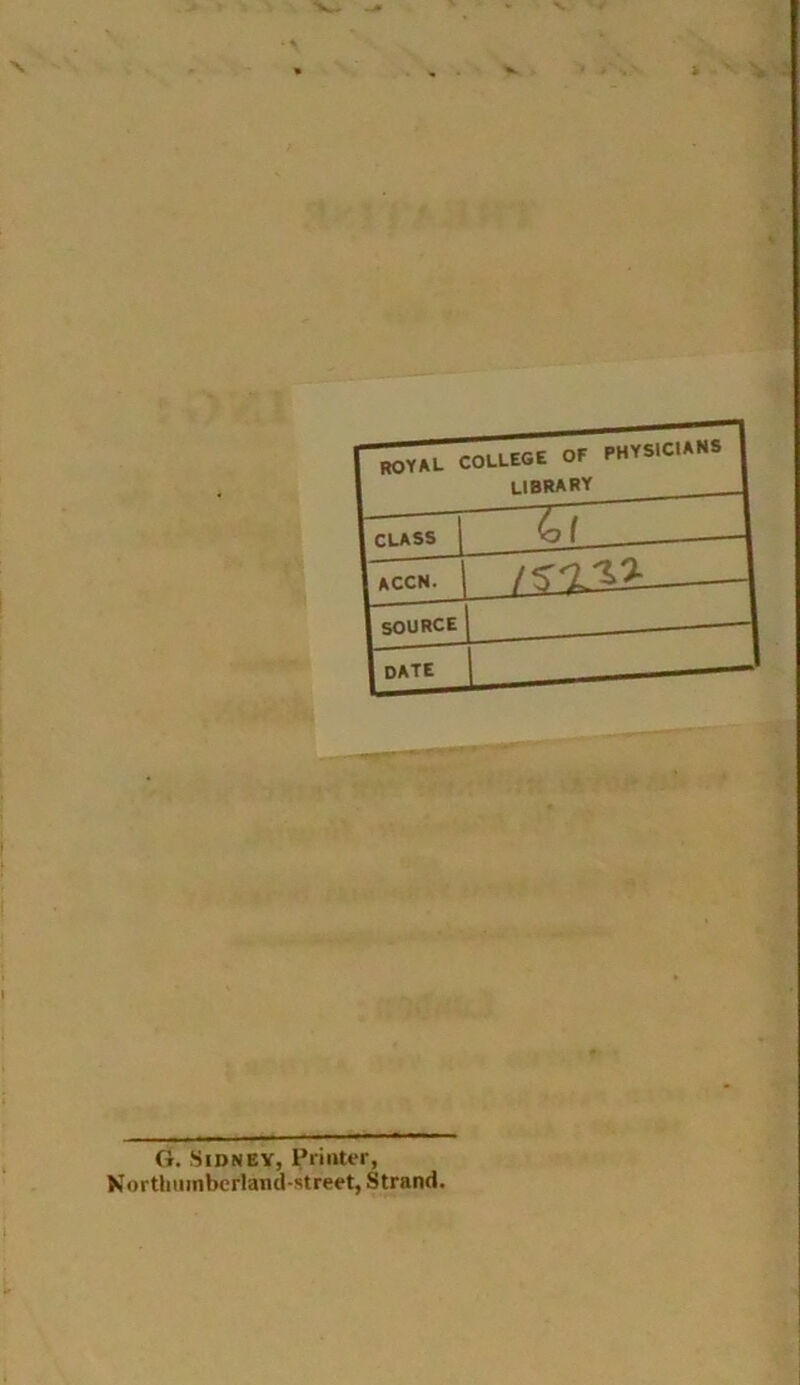 ROYAL COLLEGE OF PHYSICIANS
LIBRARY
CLASS 61
ACCN. 15232
SOURCE
DATE
G. SIDNEY, Printer,
Northumberland-street, Strand.